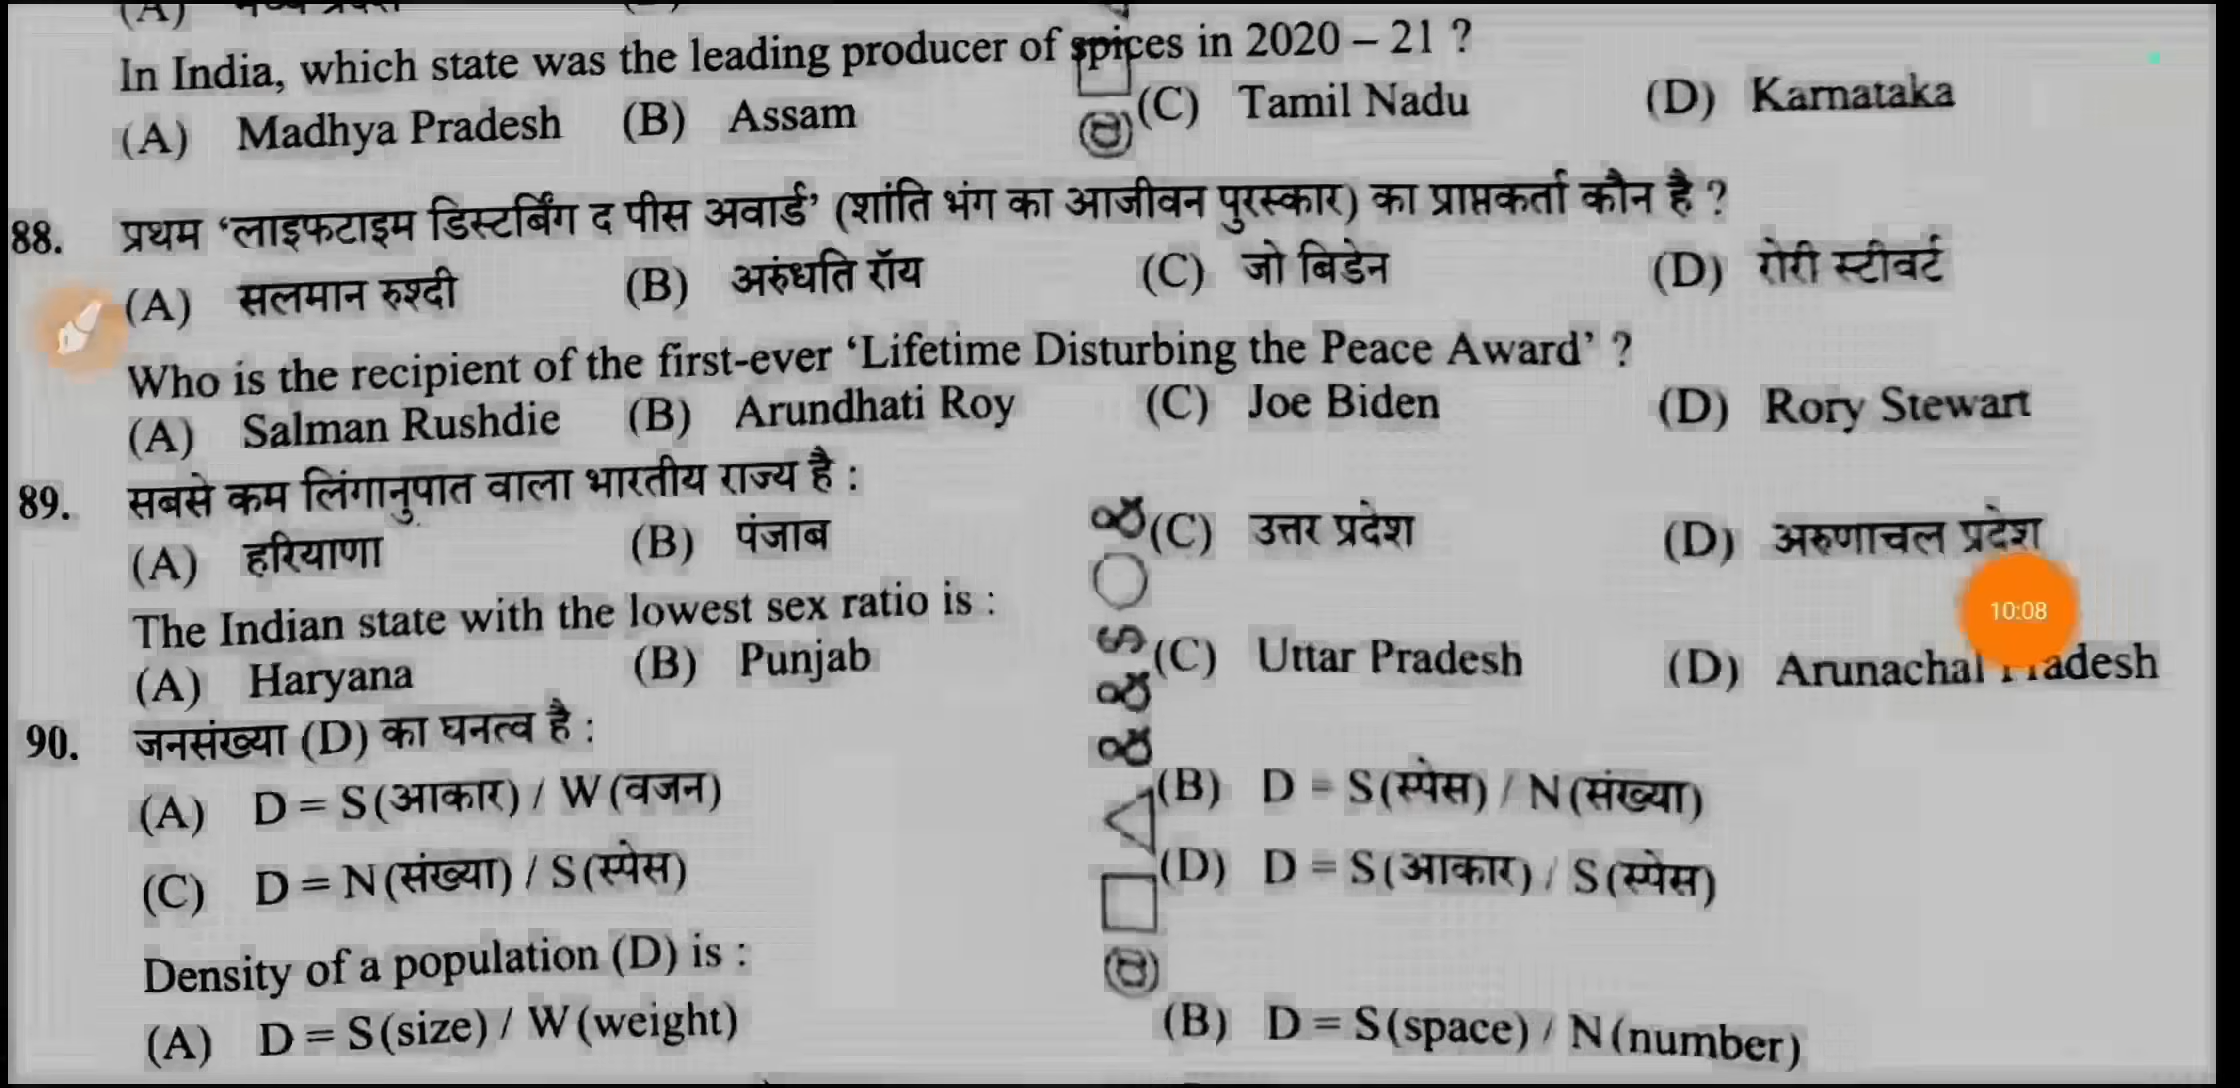 (A)
In India, which state was the leading producer of spices in 2020 – 21 ?
(A) Madhya Pradesh (B) Assam (C) Tamil Nadu (D) Karnataka
88. प्रथम ‘लाइफटाइम डिस्टर्बिंग द पीस अवार्ड’ (शांति भंग का आजीवन पुरस्कार) का प्राप्तकर्ता कौन है ?
(A) सलमान रुश्दी (B) अरुंधति रॉय (C) जो बिडेन (D) रोरी स्टीवर्ट
Who is the recipient of the first-ever ‘Lifetime Disturbing the Peace Award’ ?
(A) Salman Rushdie (B) Arundhati Roy (C) Joe Biden (D) Rory Stewart
89. सबसे कम लिंगानुपात वाला भारतीय राज्य है :
(A) हरियाणा (B) पंजाब (C) उत्तर प्रदेश (D) अरुणाचल प्रदेश
10:08
The Indian state with the lowest sex ratio is :
(A) Haryana (B) Punjab (C) Uttar Pradesh (D) Arunachal Pradesh
90. जनसंख्या (D) का घनत्व है :
(A) D = S (आकार) / W (वजन) (B) D = S (स्पेस) / N (संख्या)
(C) D = N (संख्या) / S (स्पेस) (D) D = S (आकार) / S (स्पेस)
Density of a population (D) is :
(A) D = S (size) / W (weight) (B) D = S (space) / N (number)